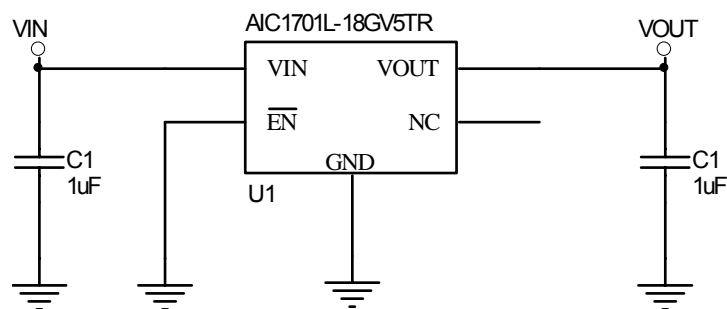 AIC1701L-18GV5TR
VIN
VOUT
VIN
VOUT
EN
NC
GND
U1
C1
1uF
C1
1uF